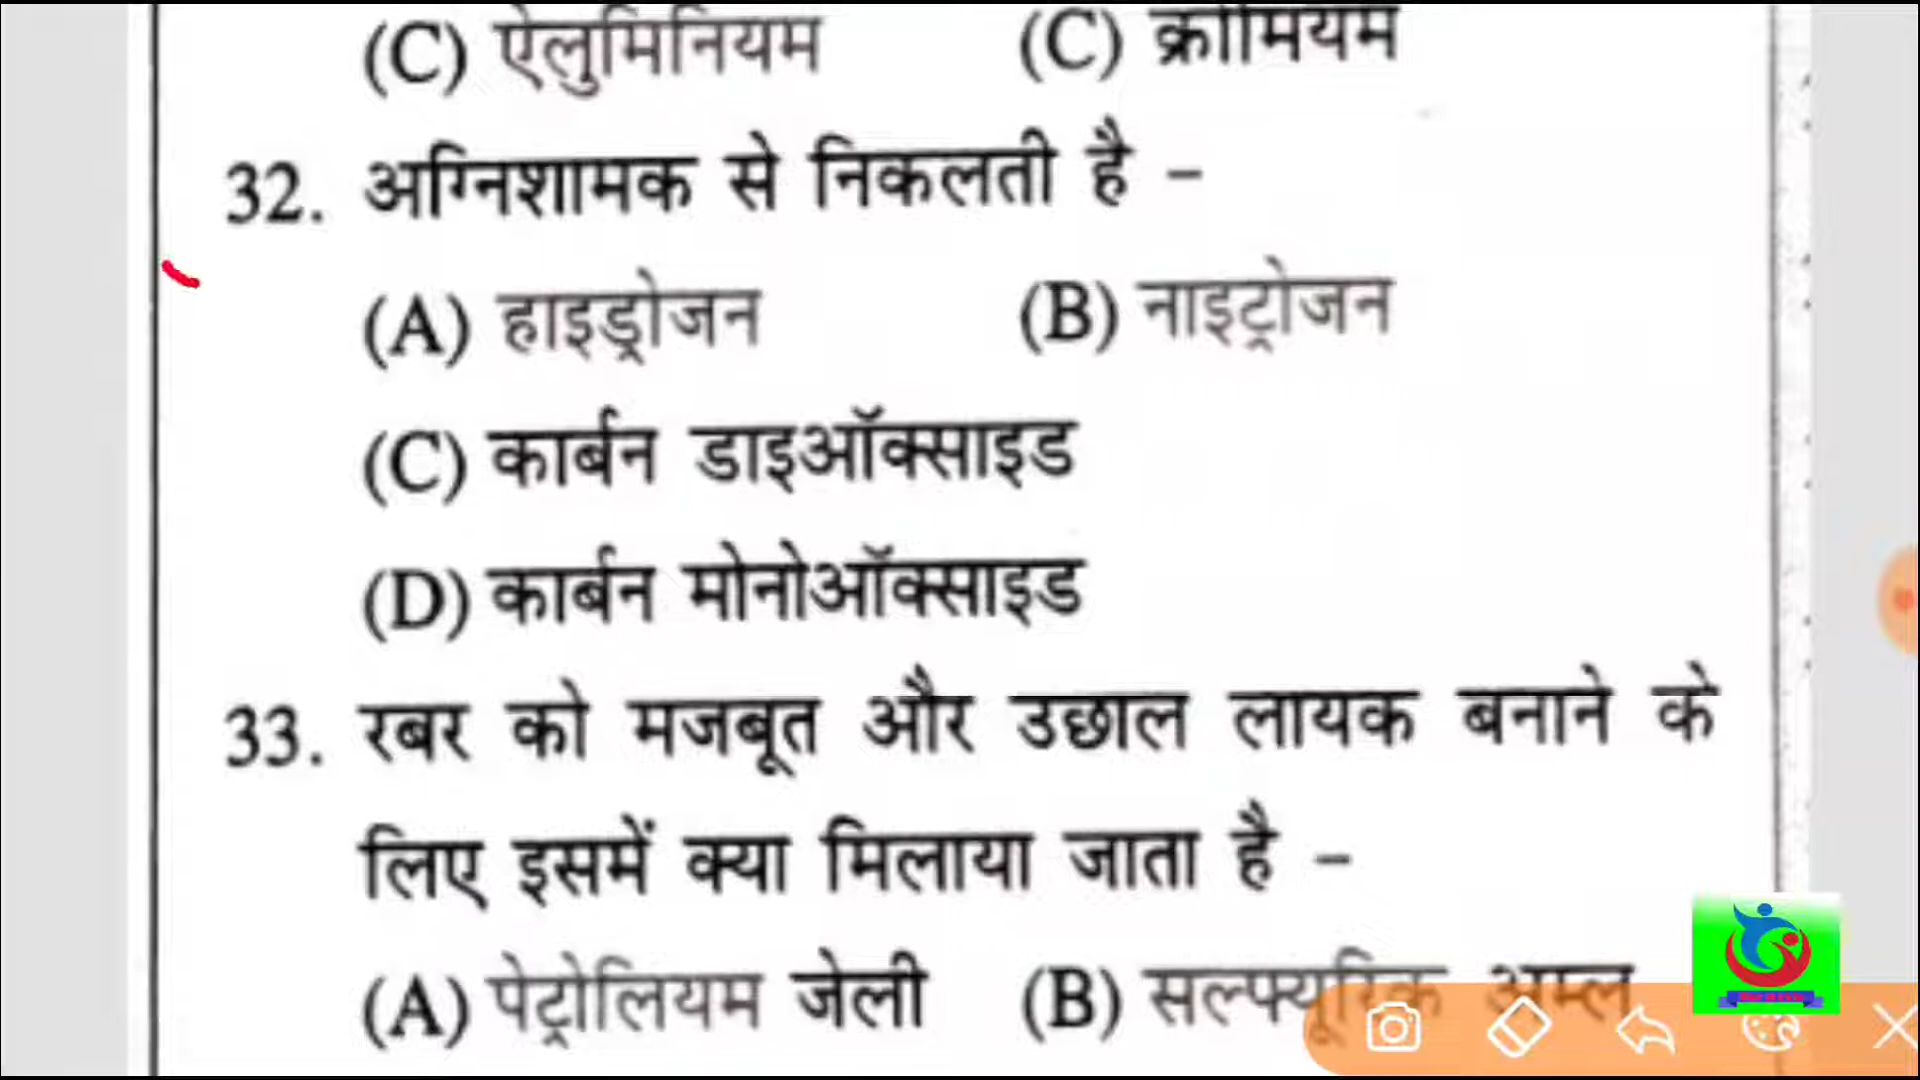 (C) ऐलुमिनियम (C) क्रोमियम
32. अग्निशामक से निकलती है –
(A) हाइड्रोजन (B) नाइट्रोजन
(C) कार्बन डाइऑक्साइड
(D) कार्बन मोनोऑक्साइड
33. रबर को मजबूत और उछाल लायक बनाने के
लिए इसमें क्या मिलाया जाता है –
(A) पेट्रोलियम जेली (B) सल्फ्यूरिक अम्ल